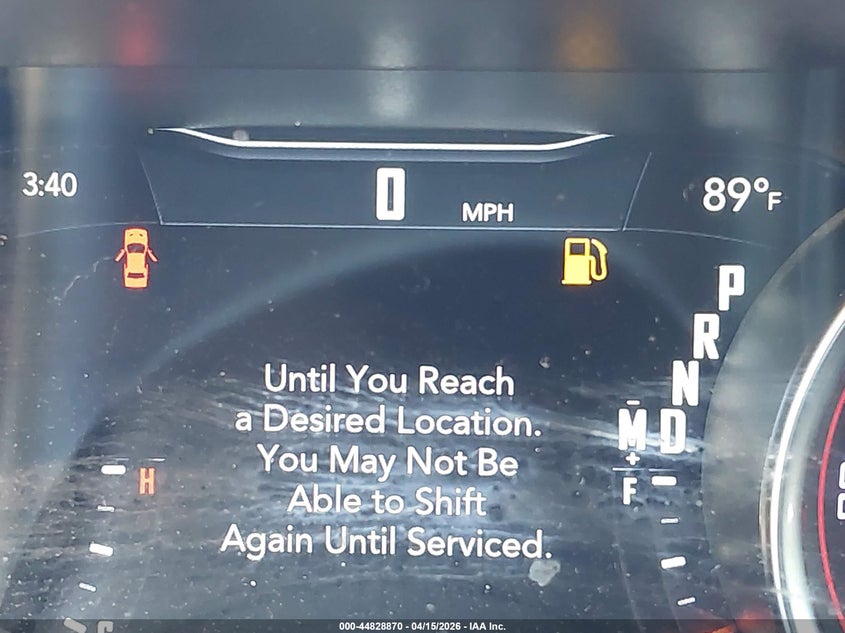 3:40
0 MPH
89°F
P
R
N
M D
-
+
H
F
Until You Reach
a Desired Location.
You May Not Be
Able to Shift
Again Until Serviced.
000-44828870 - 04/15/2026 - IAA Inc.